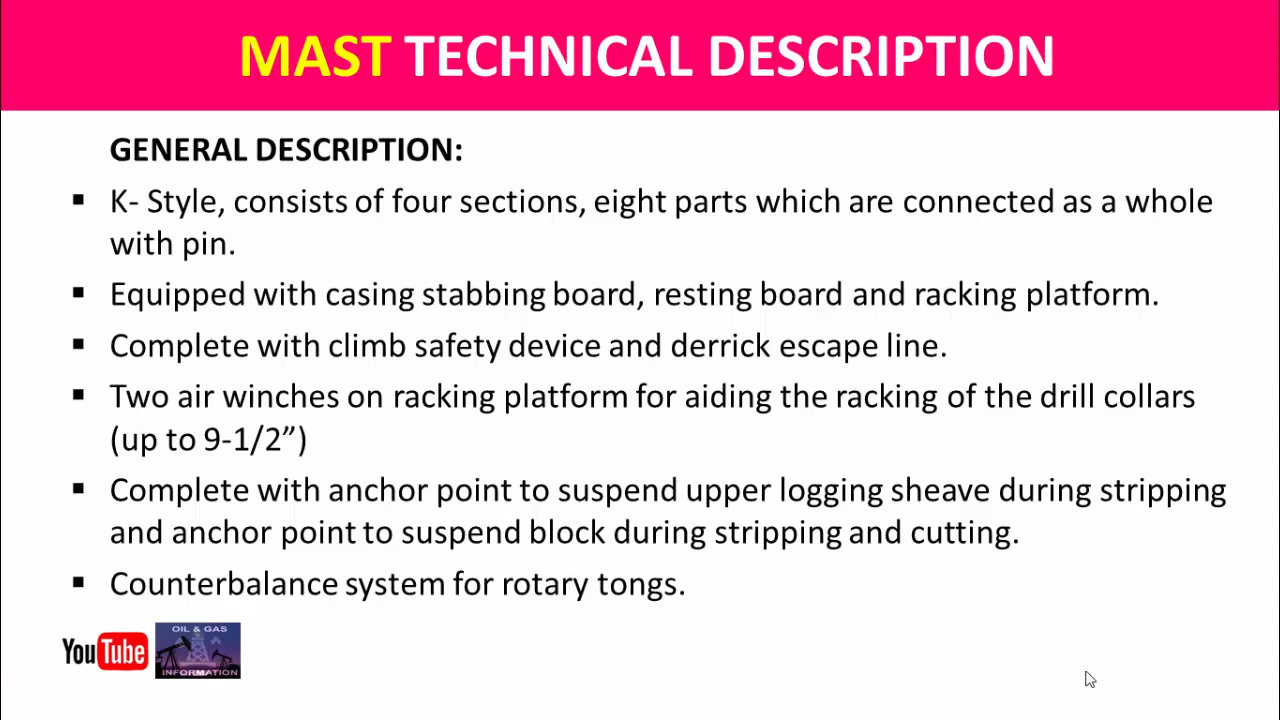 MAST TECHNICAL DESCRIPTION
GENERAL DESCRIPTION:
▪ K- Style, consists of four sections, eight parts which are connected as a whole
with pin.
▪ Equipped with casing stabbing board, resting board and racking platform.
▪ Complete with climb safety device and derrick escape line.
▪ Two air winches on racking platform for aiding the racking of the drill collars
(up to 9-1/2”)
▪ Complete with anchor point to suspend upper logging sheave during stripping
and anchor point to suspend block during stripping and cutting.
▪ Counterbalance system for rotary tongs.
YouTube
OIL & GAS
INFORMATION